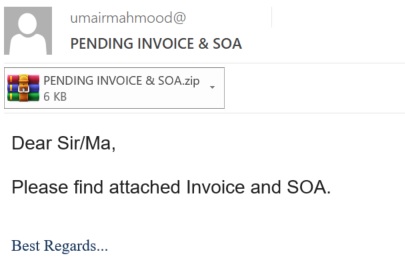 umairmahmood@
PENDING INVOICE & SOA
PENDING INVOICE & SOA.zip
6 KB
Dear Sir/Ma,
Please find attached Invoice and SOA.
Best Regards...